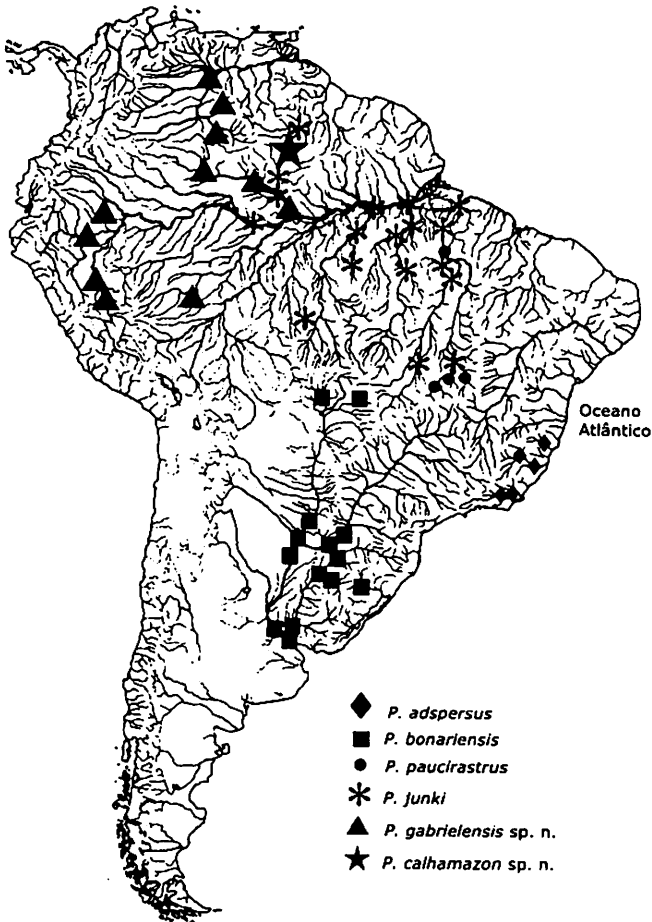 Oceano
Atlântico
P. adspersus
P. bonariensis
P. paucirastrus
P. junki
P. gabrielensis sp. n.
P. calhamazon sp. n.